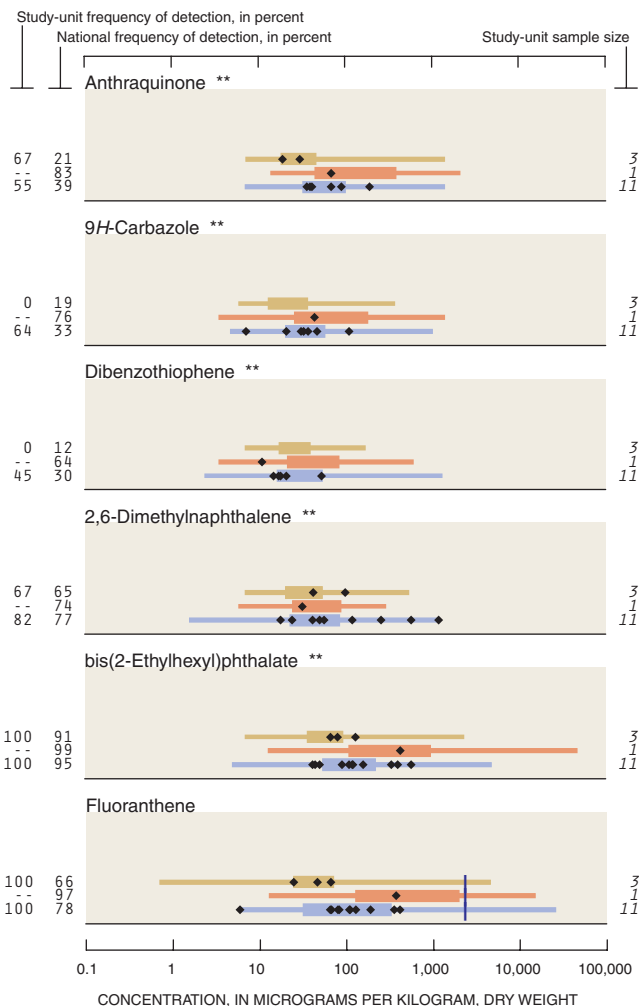 Study-unit frequency of detection, in percent
National frequency of detection, in percent
Study-unit sample size
Anthraquinone **
67 21 3
-- 83 1
55 39 11
9H-Carbazole **
0 19 3
-- 76 1
64 33 11
Dibenzothiophene **
0 12 3
-- 64 1
45 30 11
2,6-Dimethylnaphthalene **
67 65 3
-- 74 1
82 77 11
bis(2-Ethylhexyl)phthalate **
100 91 3
-- 99 1
100 95 11
Fluoranthene
100 66 3
-- 97 1
100 78 11
0.1 1 10 100 1,000 10,000 100,000
CONCENTRATION, IN MICROGRAMS PER KILOGRAM, DRY WEIGHT